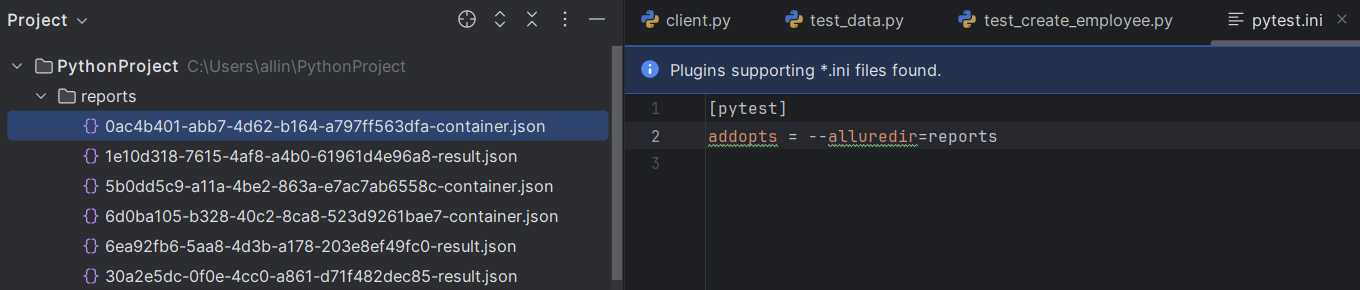 Project
PythonProject C:\Users\allin\PythonProject
reports
{} 0ac4b401-abb7-4d62-b164-a797ff563dfa-container.json
{} 1e10d318-7615-4af8-a4b0-61961d4e96a8-result.json
{} 5b0dd5c9-a11a-4be2-863a-e7ac7ab6558c-container.json
{} 6d0ba105-b328-40c2-8ca8-523d9261bae7-container.json
{} 6ea92fb6-5aa8-4d3b-a178-203e8ef49fc0-result.json
{} 30a2e5dc-0f0e-4cc0-a861-d71f482dec85-result.json
client.py test_data.py test_create_employee.py pytest.ini
Plugins supporting *.ini files found.
1 [pytest]
2 addopts = --alluredir=reports
3